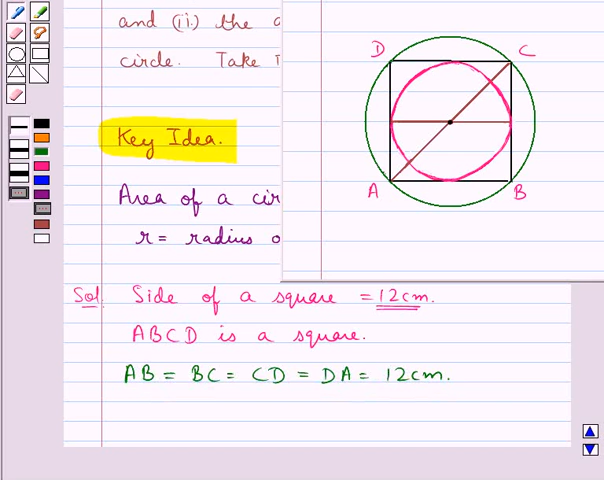 and (ii) the
circle. Take
Key Idea.
Area of a
r = radius
Sol Side of a square = 12cm.
ABCD is a square.
AB = BC = CD = DA = 12cm.
D
C
A
B